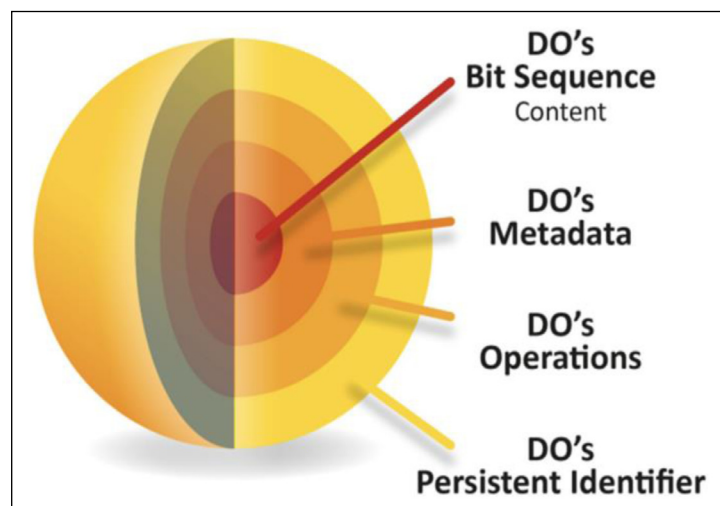 DO's
Bit Sequence
Content
DO's
Metadata
DO's
Operations
DO's
Persistent Identifier